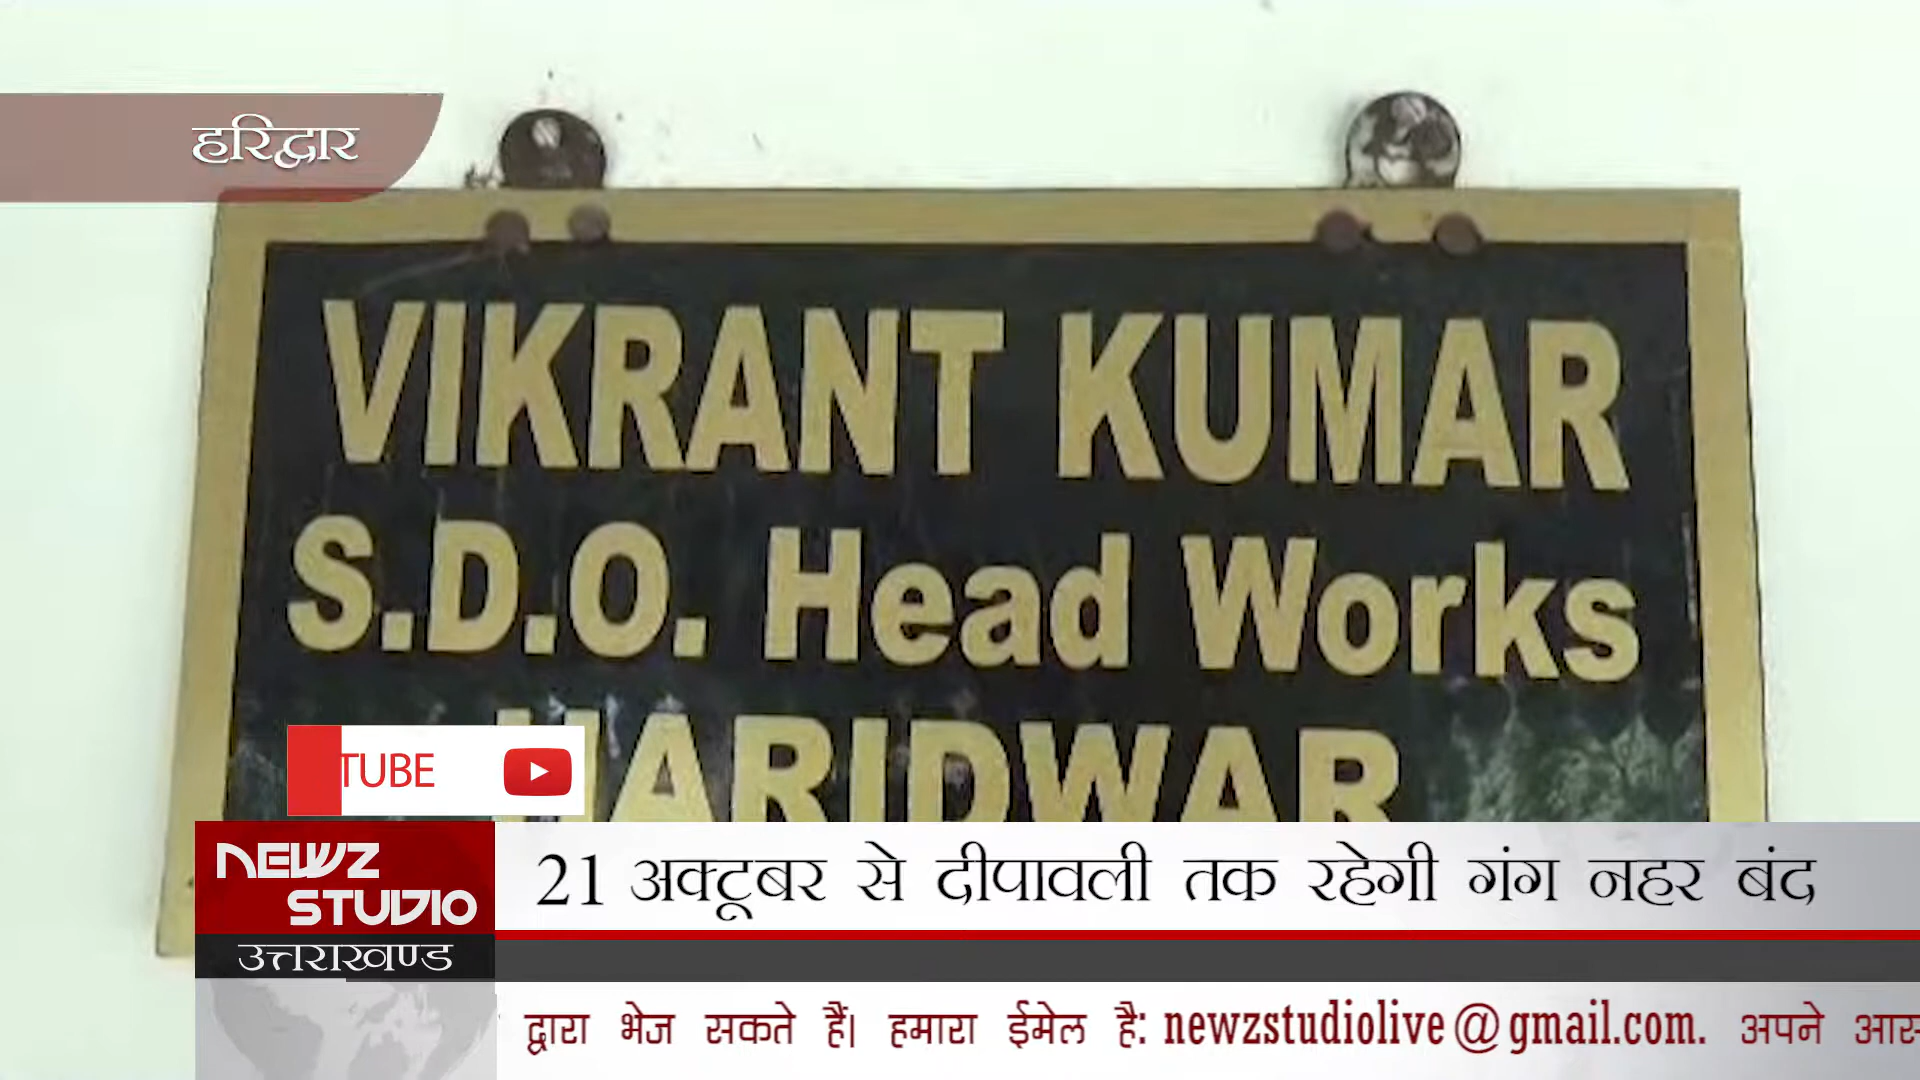 हरिद्वार
VIKRANT KUMAR
S.D.O. Head Works
HARIDWAR
TUBE
NEWZ
STUDIO
उत्तराखण्ड
21 अक्टूबर से दीपावली तक रहेगी गंग नहर बंद
द्वारा भेज सकते हैं। हमारा ईमेल है: newzstudiolive@gmail.com. अपने